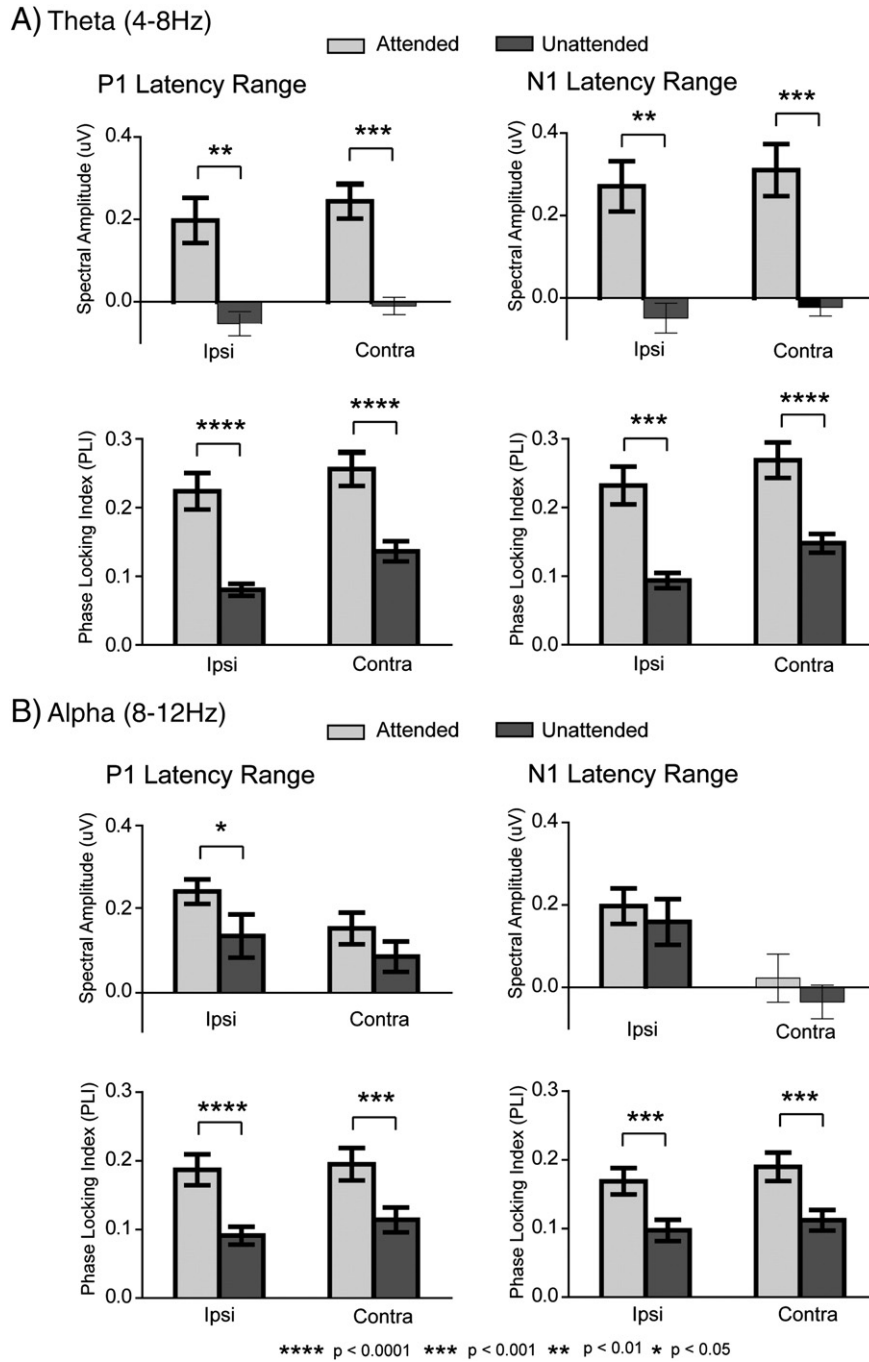 A) Theta (4-8Hz)
Attended Unattended
P1 Latency Range
N1 Latency Range
Spectral Amplitude (uV)
0.4
0.2
0.0
** ***
Ipsi Contra
Spectral Amplitude (uV)
0.4
0.2
0.0
** ***
Ipsi Contra
Phase Locking Index (PLI)
0.3
0.2
0.1
0.0
**** ****
Ipsi Contra
Phase Locking Index (PLI)
0.3
0.2
0.1
0.0
*** ****
Ipsi Contra
B) Alpha (8-12Hz)
Attended Unattended
P1 Latency Range
N1 Latency Range
Spectral Amplitude (uV)
0.4
0.2
0.0
*
Ipsi Contra
Spectral Amplitude (uV)
0.4
0.2
0.0
Ipsi Contra
Phase Locking Index (PLI)
0.3
0.2
0.1
0.0
**** ***
Ipsi Contra
Phase Locking Index (PLI)
0.3
0.2
0.1
0.0
*** ***
Ipsi Contra
**** p < 0.0001 *** p < 0.001 ** p < 0.01 * p < 0.05